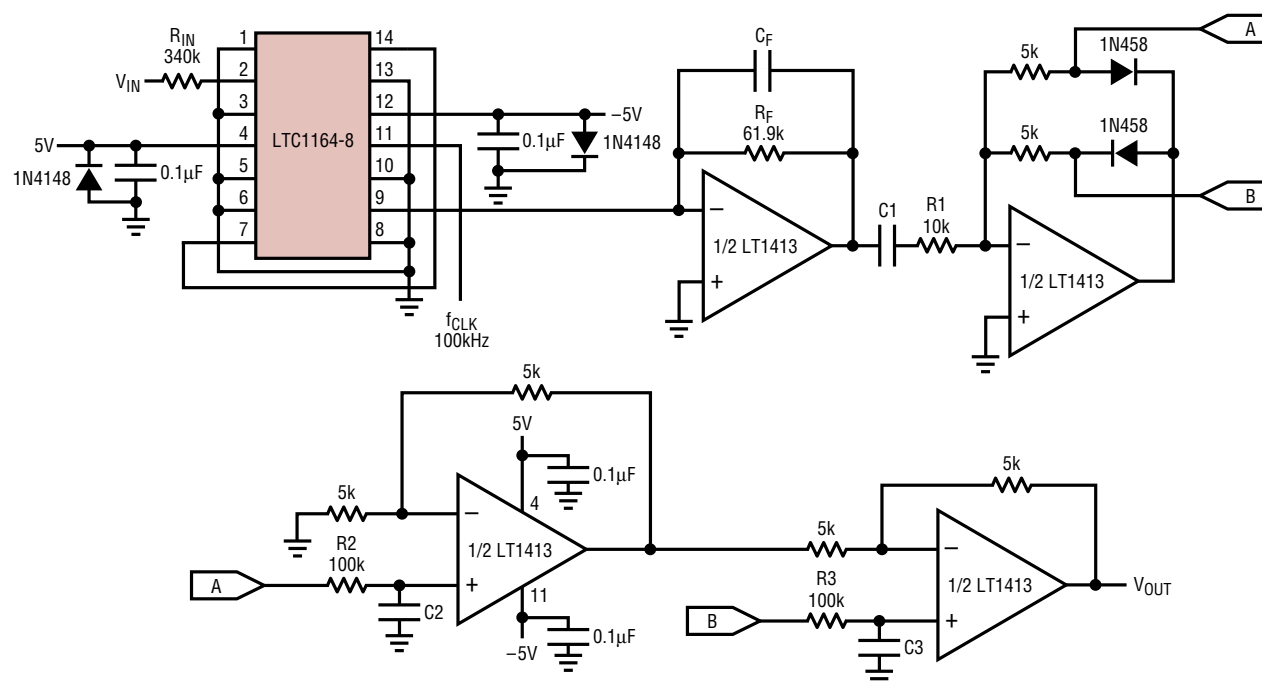 RIN
340k
VIN
1
2
3
4
5
6
7
LTC1164-8
14
13
12
11
10
9
8
5V
1N4148
0.1µF
–5V
0.1µF
1N4148
fCLK
100kHz
CF
RF
61.9k
–
+
1/2 LT1413
C1
R1
10k
5k
1N458
A
5k
1N458
B
–
+
1/2 LT1413
5k
5V
0.1µF
4
5k
–
1/2 LT1413
+
R2
100k
A
C2
11
0.1µF
–5V
5k
5k
–
1/2 LT1413
+
VOUT
R3
100k
B
C3